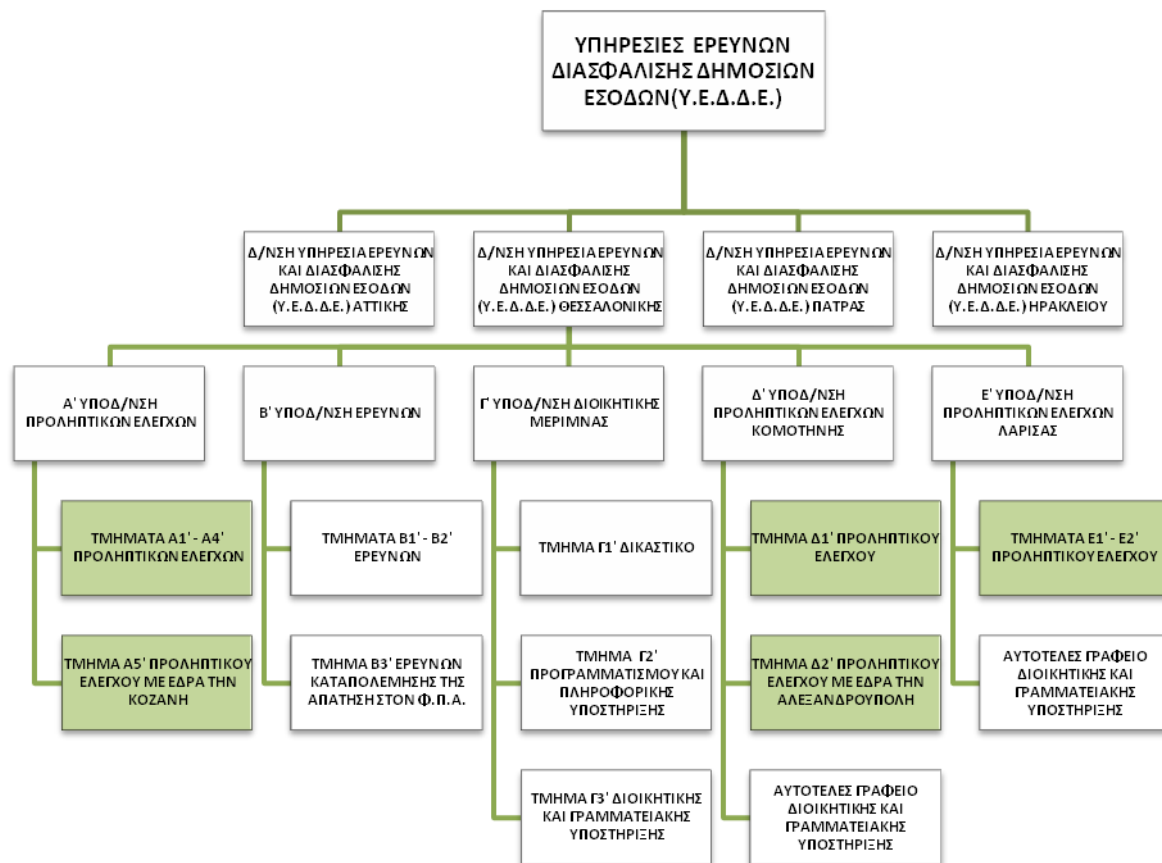 ΥΠΗΡΕΣΙΕΣ ΕΡΕΥΝΩΝ
ΔΙΑΣΦΑΛΙΣΗΣ ΔΗΜΟΣΙΩΝ
ΕΣΟΔΩΝ(Υ.Ε.Δ.Δ.Ε.)
Δ/ΝΣΗ ΥΠΗΡΕΣΙΑ ΕΡΕΥΝΩΝ
ΚΑΙ ΔΙΑΣΦΑΛΙΣΗΣ
ΔΗΜΟΣΙΩΝ ΕΣΟΔΩΝ
(Υ.Ε.Δ.Δ.Ε.) ΑΤΤΙΚΗΣ
Δ/ΝΣΗ ΥΠΗΡΕΣΙΑ ΕΡΕΥΝΩΝ
ΚΑΙ ΔΙΑΣΦΑΛΙΣΗΣ
ΔΗΜΟΣΙΩΝ ΕΣΟΔΩΝ
(Υ.Ε.Δ.Δ.Ε.) ΘΕΣΣΑΛΟΝΙΚΗΣ
Δ/ΝΣΗ ΥΠΗΡΕΣΙΑ ΕΡΕΥΝΩΝ
ΚΑΙ ΔΙΑΣΦΑΛΙΣΗΣ
ΔΗΜΟΣΙΩΝ ΕΣΟΔΩΝ
(Υ.Ε.Δ.Δ.Ε.) ΠΑΤΡΑΣ
Δ/ΝΣΗ ΥΠΗΡΕΣΙΑ ΕΡΕΥΝΩΝ
ΚΑΙ ΔΙΑΣΦΑΛΙΣΗΣ
ΔΗΜΟΣΙΩΝ ΕΣΟΔΩΝ
(Υ.Ε.Δ.Δ.Ε.) ΗΡΑΚΛΕΙΟΥ
Α' ΥΠΟΔ/ΝΣΗ
ΠΡΟΛΗΠΤΙΚΩΝ ΕΛΕΓΧΩΝ
Β' ΥΠΟΔ/ΝΣΗ ΕΡΕΥΝΩΝ
Γ' ΥΠΟΔ/ΝΣΗ ΔΙΟΙΚΗΤΙΚΗΣ
ΜΕΡΙΜΝΑΣ
Δ' ΥΠΟΔ/ΝΣΗ
ΠΡΟΛΗΠΤΙΚΩΝ ΕΛΕΓΧΩΝ
ΚΟΜΟΤΗΝΗΣ
Ε' ΥΠΟΔ/ΝΣΗ
ΠΡΟΛΗΠΤΙΚΩΝ ΕΛΕΓΧΩΝ
ΛΑΡΙΣΑΣ
ΤΜΗΜΑΤΑ Α1' - Α4'
ΠΡΟΛΗΠΤΙΚΩΝ ΕΛΕΓΧΩΝ
ΤΜΗΜΑΤΑ Β1' - Β2'
ΕΡΕΥΝΩΝ
ΤΜΗΜΑ Γ1' ΔΙΚΑΣΤΙΚΟ
ΤΜΗΜΑ Δ1' ΠΡΟΛΗΠΤΙΚΟΥ
ΕΛΕΓΧΟΥ
ΤΜΗΜΑΤΑ Ε1' - Ε2'
ΠΡΟΛΗΠΤΙΚΟΥ ΕΛΕΓΧΟΥ
ΤΜΗΜΑ Α5' ΠΡΟΛΗΠΤΙΚΟΥ
ΕΛΕΓΧΟΥ ΜΕ ΕΔΡΑ ΤΗΝ
ΚΟΖΑΝΗ
ΤΜΗΜΑ Β3' ΕΡΕΥΝΩΝ
ΚΑΤΑΠΟΛΕΜΗΣΗΣ ΤΗΣ
ΑΠΑΤΗΣΗ ΣΤΟΝ Φ.Π.Α.
ΤΜΗΜΑ Γ2'
ΠΡΟΓΡΑΜΜΑΤΙΣΜΟΥ ΚΑΙ
ΠΛΗΡΟΦΟΡΙΚΗΣ
ΥΠΟΣΤΗΡΙΞΗΣ
ΤΜΗΜΑ Δ2' ΠΡΟΛΗΠΤΙΚΟΥ
ΕΛΕΓΧΟΥ ΜΕ ΕΔΡΑ ΤΗΝ
ΑΛΕΞΑΝΔΡΟΥΠΟΛΗ
ΑΥΤΟΤΕΛΕΣ ΓΡΑΦΕΙΟ
ΔΙΟΙΚΗΤΙΚΗΣ ΚΑΙ
ΓΡΑΜΜΑΤΕΙΑΚΗΣ
ΥΠΟΣΤΗΡΙΞΗΣ
ΤΜΗΜΑ Γ3' ΔΙΟΙΚΗΤΙΚΗΣ
ΚΑΙ ΓΡΑΜΜΑΤΕΙΑΚΗΣ
ΥΠΟΣΤΗΡΙΞΗΣ
ΑΥΤΟΤΕΛΕΣ ΓΡΑΦΕΙΟ
ΔΙΟΙΚΗΤΙΚΗΣ ΚΑΙ
ΓΡΑΜΜΑΤΕΙΑΚΗΣ
ΥΠΟΣΤΗΡΙΞΗΣ